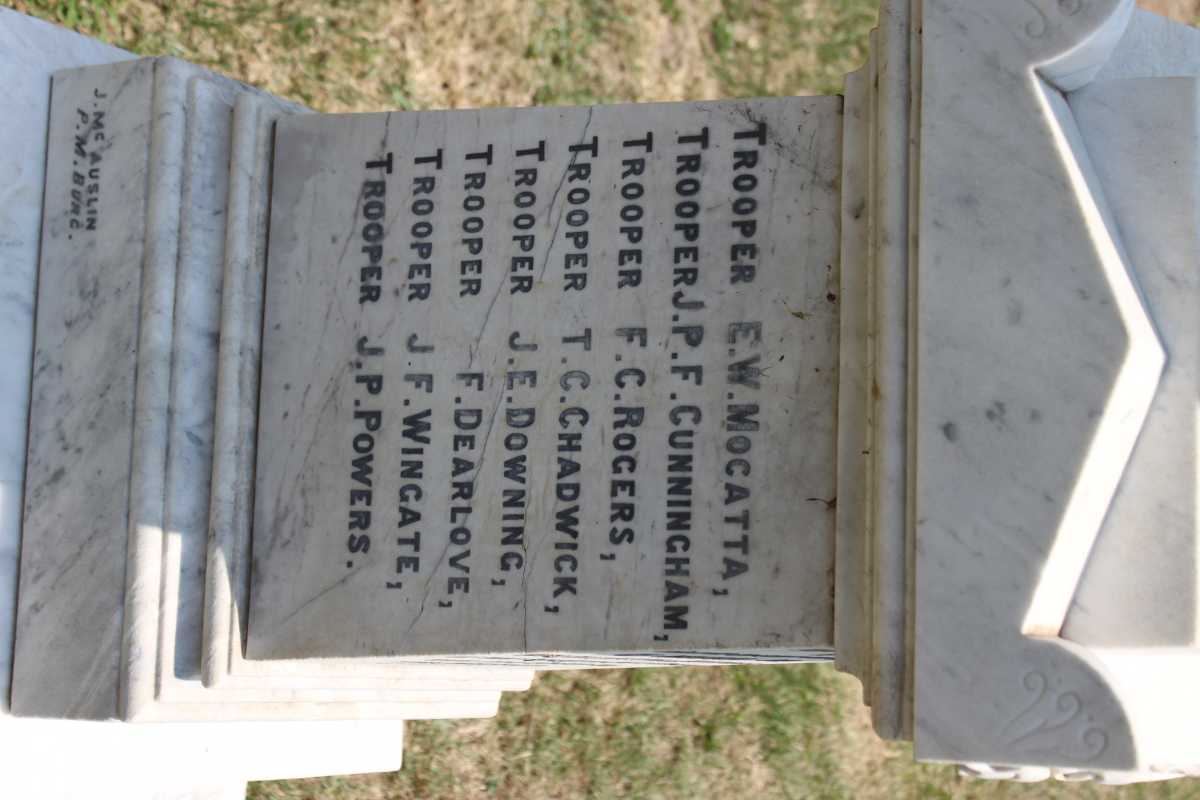 TROOPER E.W.MOCATTA,
TROOPER J.P.F.CUNNINGHAM,
TROOPER F.C.ROGERS,
TROOPER T.C.CHADWICK,
TROOPER J.E.DOWNING,
TROOPER F.DEARLOVE,
TROOPER J.F.WINGATE,
TROOPER J.P.POWERS.
J.MCAUSLIN
P.M.BURG.